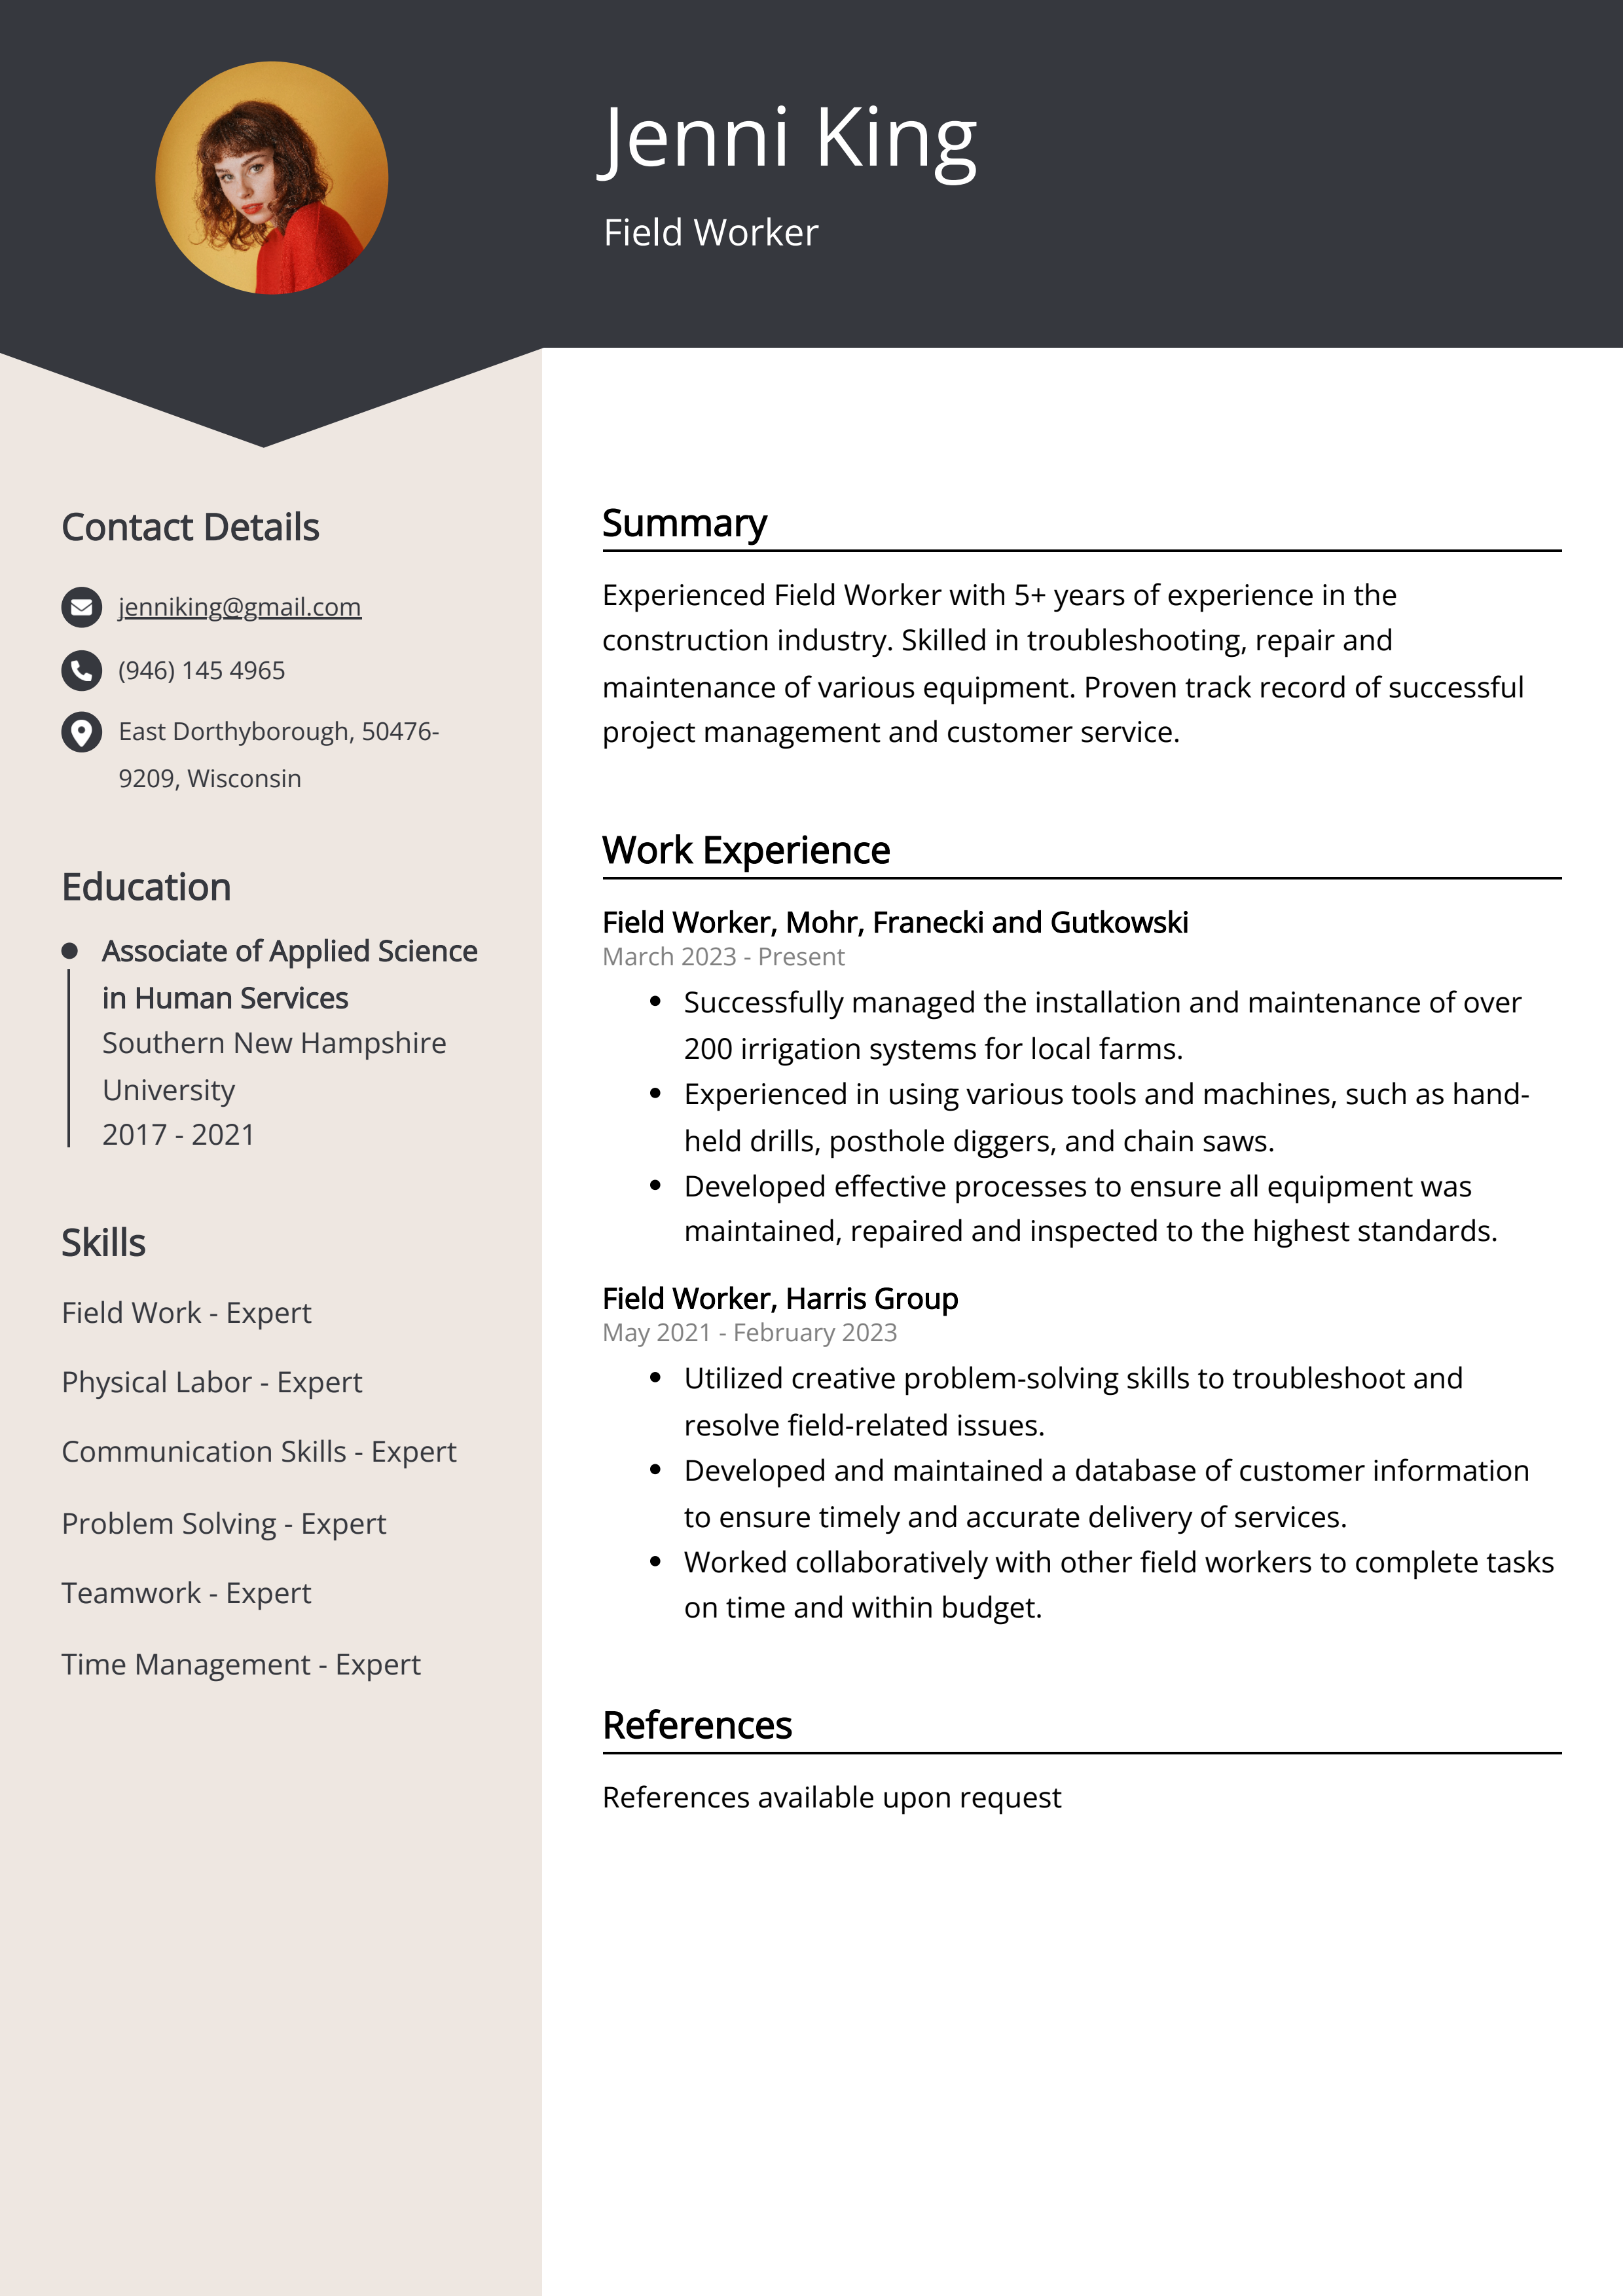 Jenni King
Field Worker
Contact Details
jenniking@gmail.com
(946) 145 4965
East Dorthyborough, 50476-
9209, Wisconsin
Education
Associate of Applied Science
in Human Services
Southern New Hampshire
University
2017 - 2021
Skills
Field Work - Expert
Physical Labor - Expert
Communication Skills - Expert
Problem Solving - Expert
Teamwork - Expert
Time Management - Expert
Summary
Experienced Field Worker with 5+ years of experience in the
construction industry. Skilled in troubleshooting, repair and
maintenance of various equipment. Proven track record of successful
project management and customer service.
Work Experience
Field Worker, Mohr, Franecki and Gutkowski
March 2023 - Present
• Successfully managed the installation and maintenance of over
200 irrigation systems for local farms.
• Experienced in using various tools and machines, such as hand-
held drills, posthole diggers, and chain saws.
• Developed effective processes to ensure all equipment was
maintained, repaired and inspected to the highest standards.
Field Worker, Harris Group
May 2021 - February 2023
• Utilized creative problem-solving skills to troubleshoot and
resolve field-related issues.
• Developed and maintained a database of customer information
to ensure timely and accurate delivery of services.
• Worked collaboratively with other field workers to complete tasks
on time and within budget.
References
References available upon request